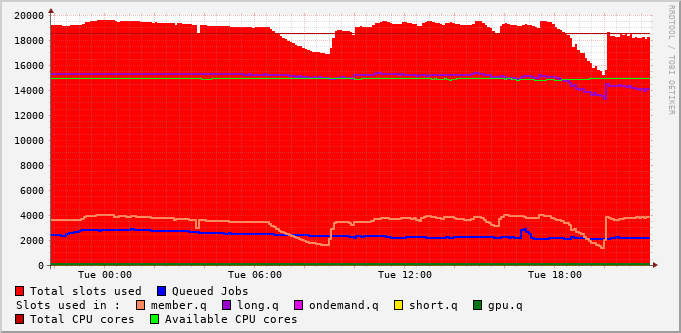 20000
18000
16000
14000
12000
10000
8000
6000
4000
2000
0
Tue 00:00 Tue 06:00 Tue 12:00 Tue 18:00
RRDTOOL / TOBI OETIKER
Total slots used Queued Jobs
Slots used in : member.q long.q ondemand.q short.q gpu.q
Total CPU cores Available CPU cores